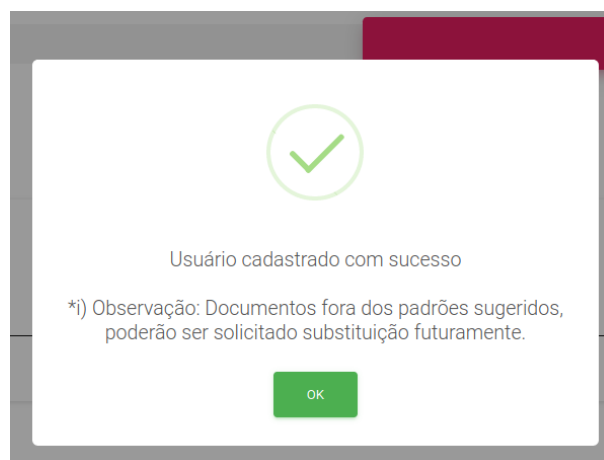 Usuário cadastrado com sucesso
*i) Observação: Documentos fora dos padrões sugeridos,
poderão ser solicitado substituição futuramente.
OK